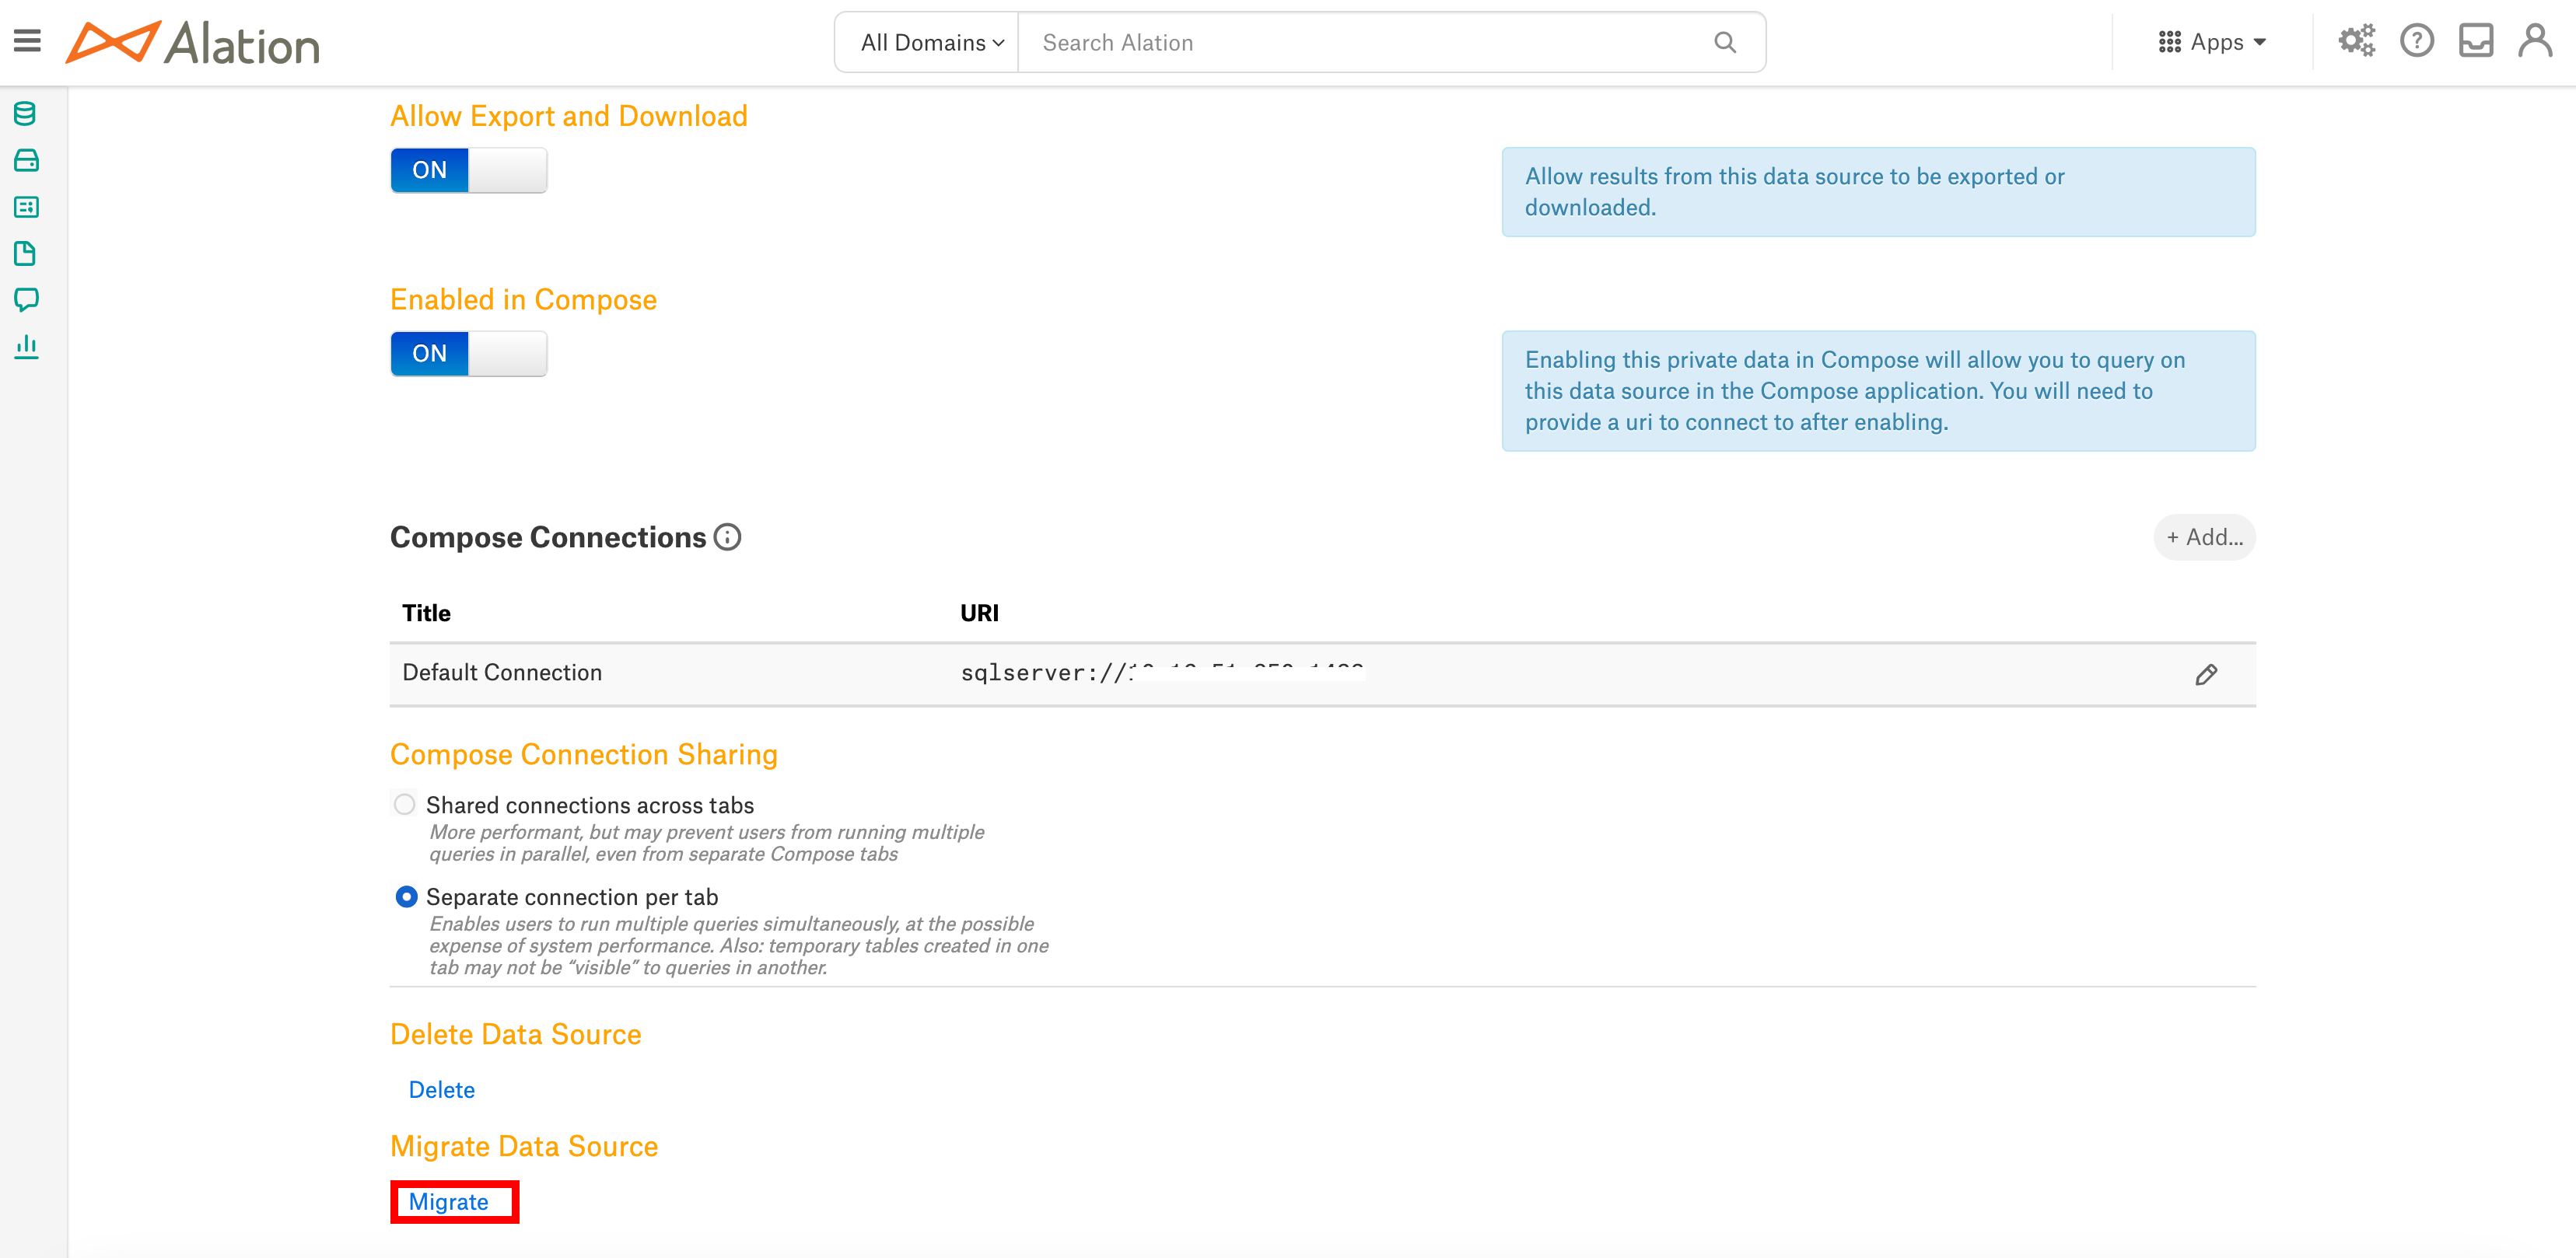 Alation
All Domains
Search Alation
Apps
Allow Export and Download
ON
Allow results from this data source to be exported or
downloaded.
Enabled in Compose
ON
Enabling this private data in Compose will allow you to query on
this data source in the Compose application. You will need to
provide a uri to connect to after enabling.
Compose Connections
+ Add...
Title URI
Default Connection sqlserver://
Compose Connection Sharing
Shared connections across tabs
More performant, but may prevent users from running multiple
queries in parallel, even from separate Compose tabs
Separate connection per tab
Enables users to run multiple queries simultaneously, at the possible
expense of system performance. Also: temporary tables created in one
tab may not be “visible” to queries in another.
Delete Data Source
Delete
Migrate Data Source
Migrate